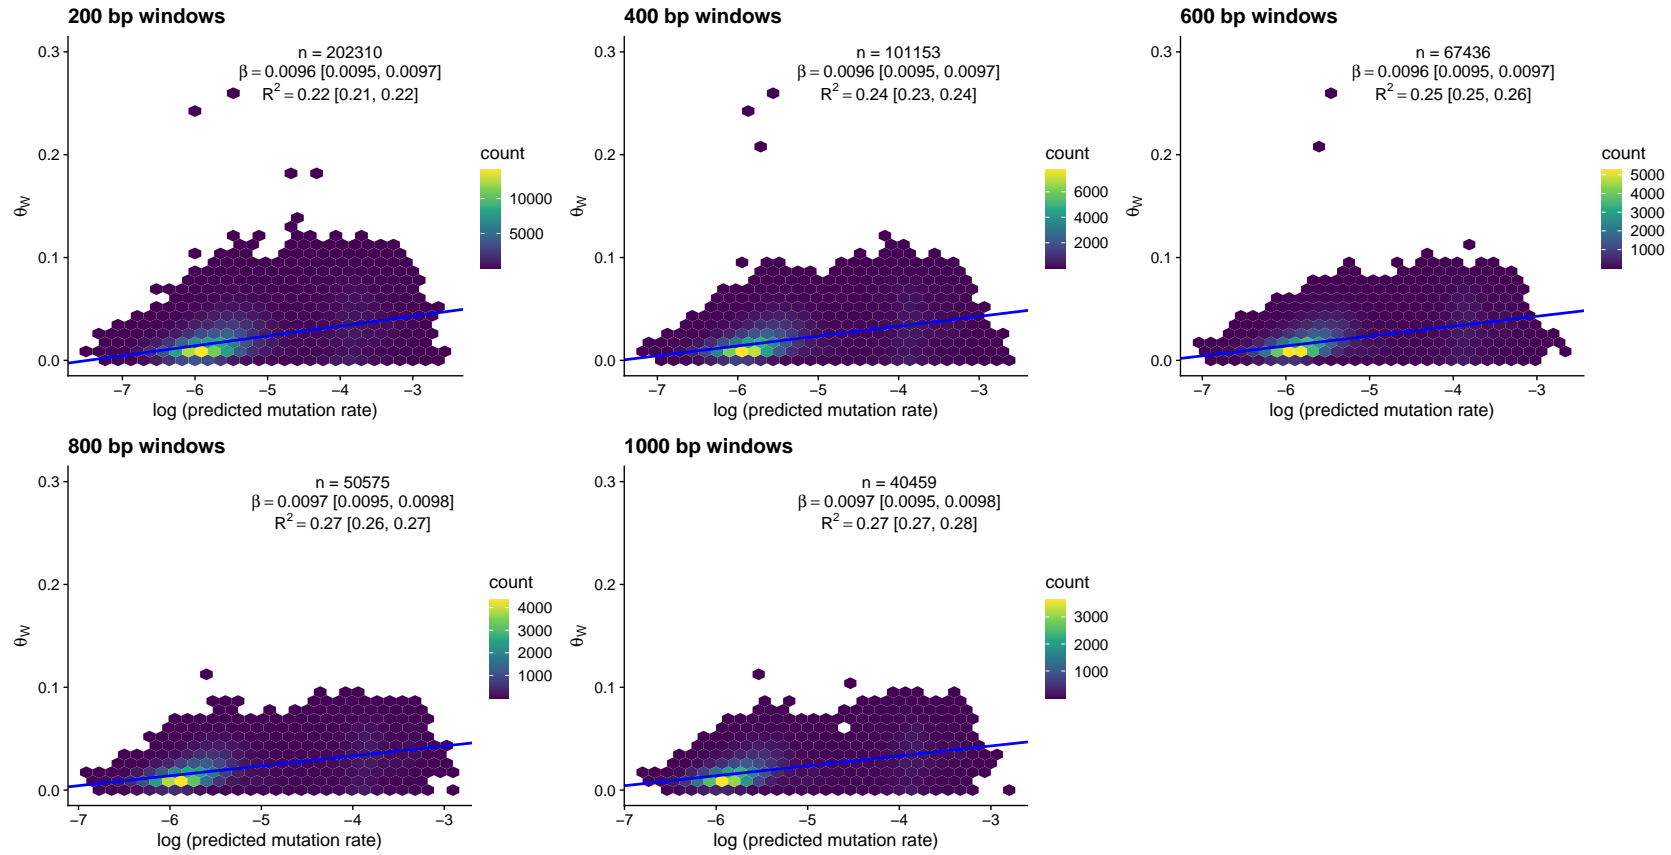 200 bp windows
n = 202310
β = 0.0096 [0.0095, 0.0097]
R² = 0.22 [0.21, 0.22]
0.3
0.2
0.1
0.0
θW
−7
−6
−5
−4
−3
log (predicted mutation rate)
count
10000
5000
400 bp windows
n = 101153
β = 0.0096 [0.0095, 0.0097]
R² = 0.24 [0.23, 0.24]
0.3
0.2
0.1
0.0
θW
−7
−6
−5
−4
−3
log (predicted mutation rate)
count
6000
4000
2000
600 bp windows
n = 67436
β = 0.0096 [0.0095, 0.0097]
R² = 0.25 [0.25, 0.26]
0.3
0.2
0.1
0.0
θW
−7
−6
−5
−4
−3
log (predicted mutation rate)
count
5000
4000
3000
2000
1000
800 bp windows
n = 50575
β = 0.0097 [0.0095, 0.0098]
R² = 0.27 [0.26, 0.27]
0.3
0.2
0.1
0.0
θW
−7
−6
−5
−4
−3
log (predicted mutation rate)
count
4000
3000
2000
1000
1000 bp windows
n = 40459
β = 0.0097 [0.0095, 0.0098]
R² = 0.27 [0.27, 0.28]
0.3
0.2
0.1
0.0
θW
−7
−6
−5
−4
−3
log (predicted mutation rate)
count
3000
2000
1000